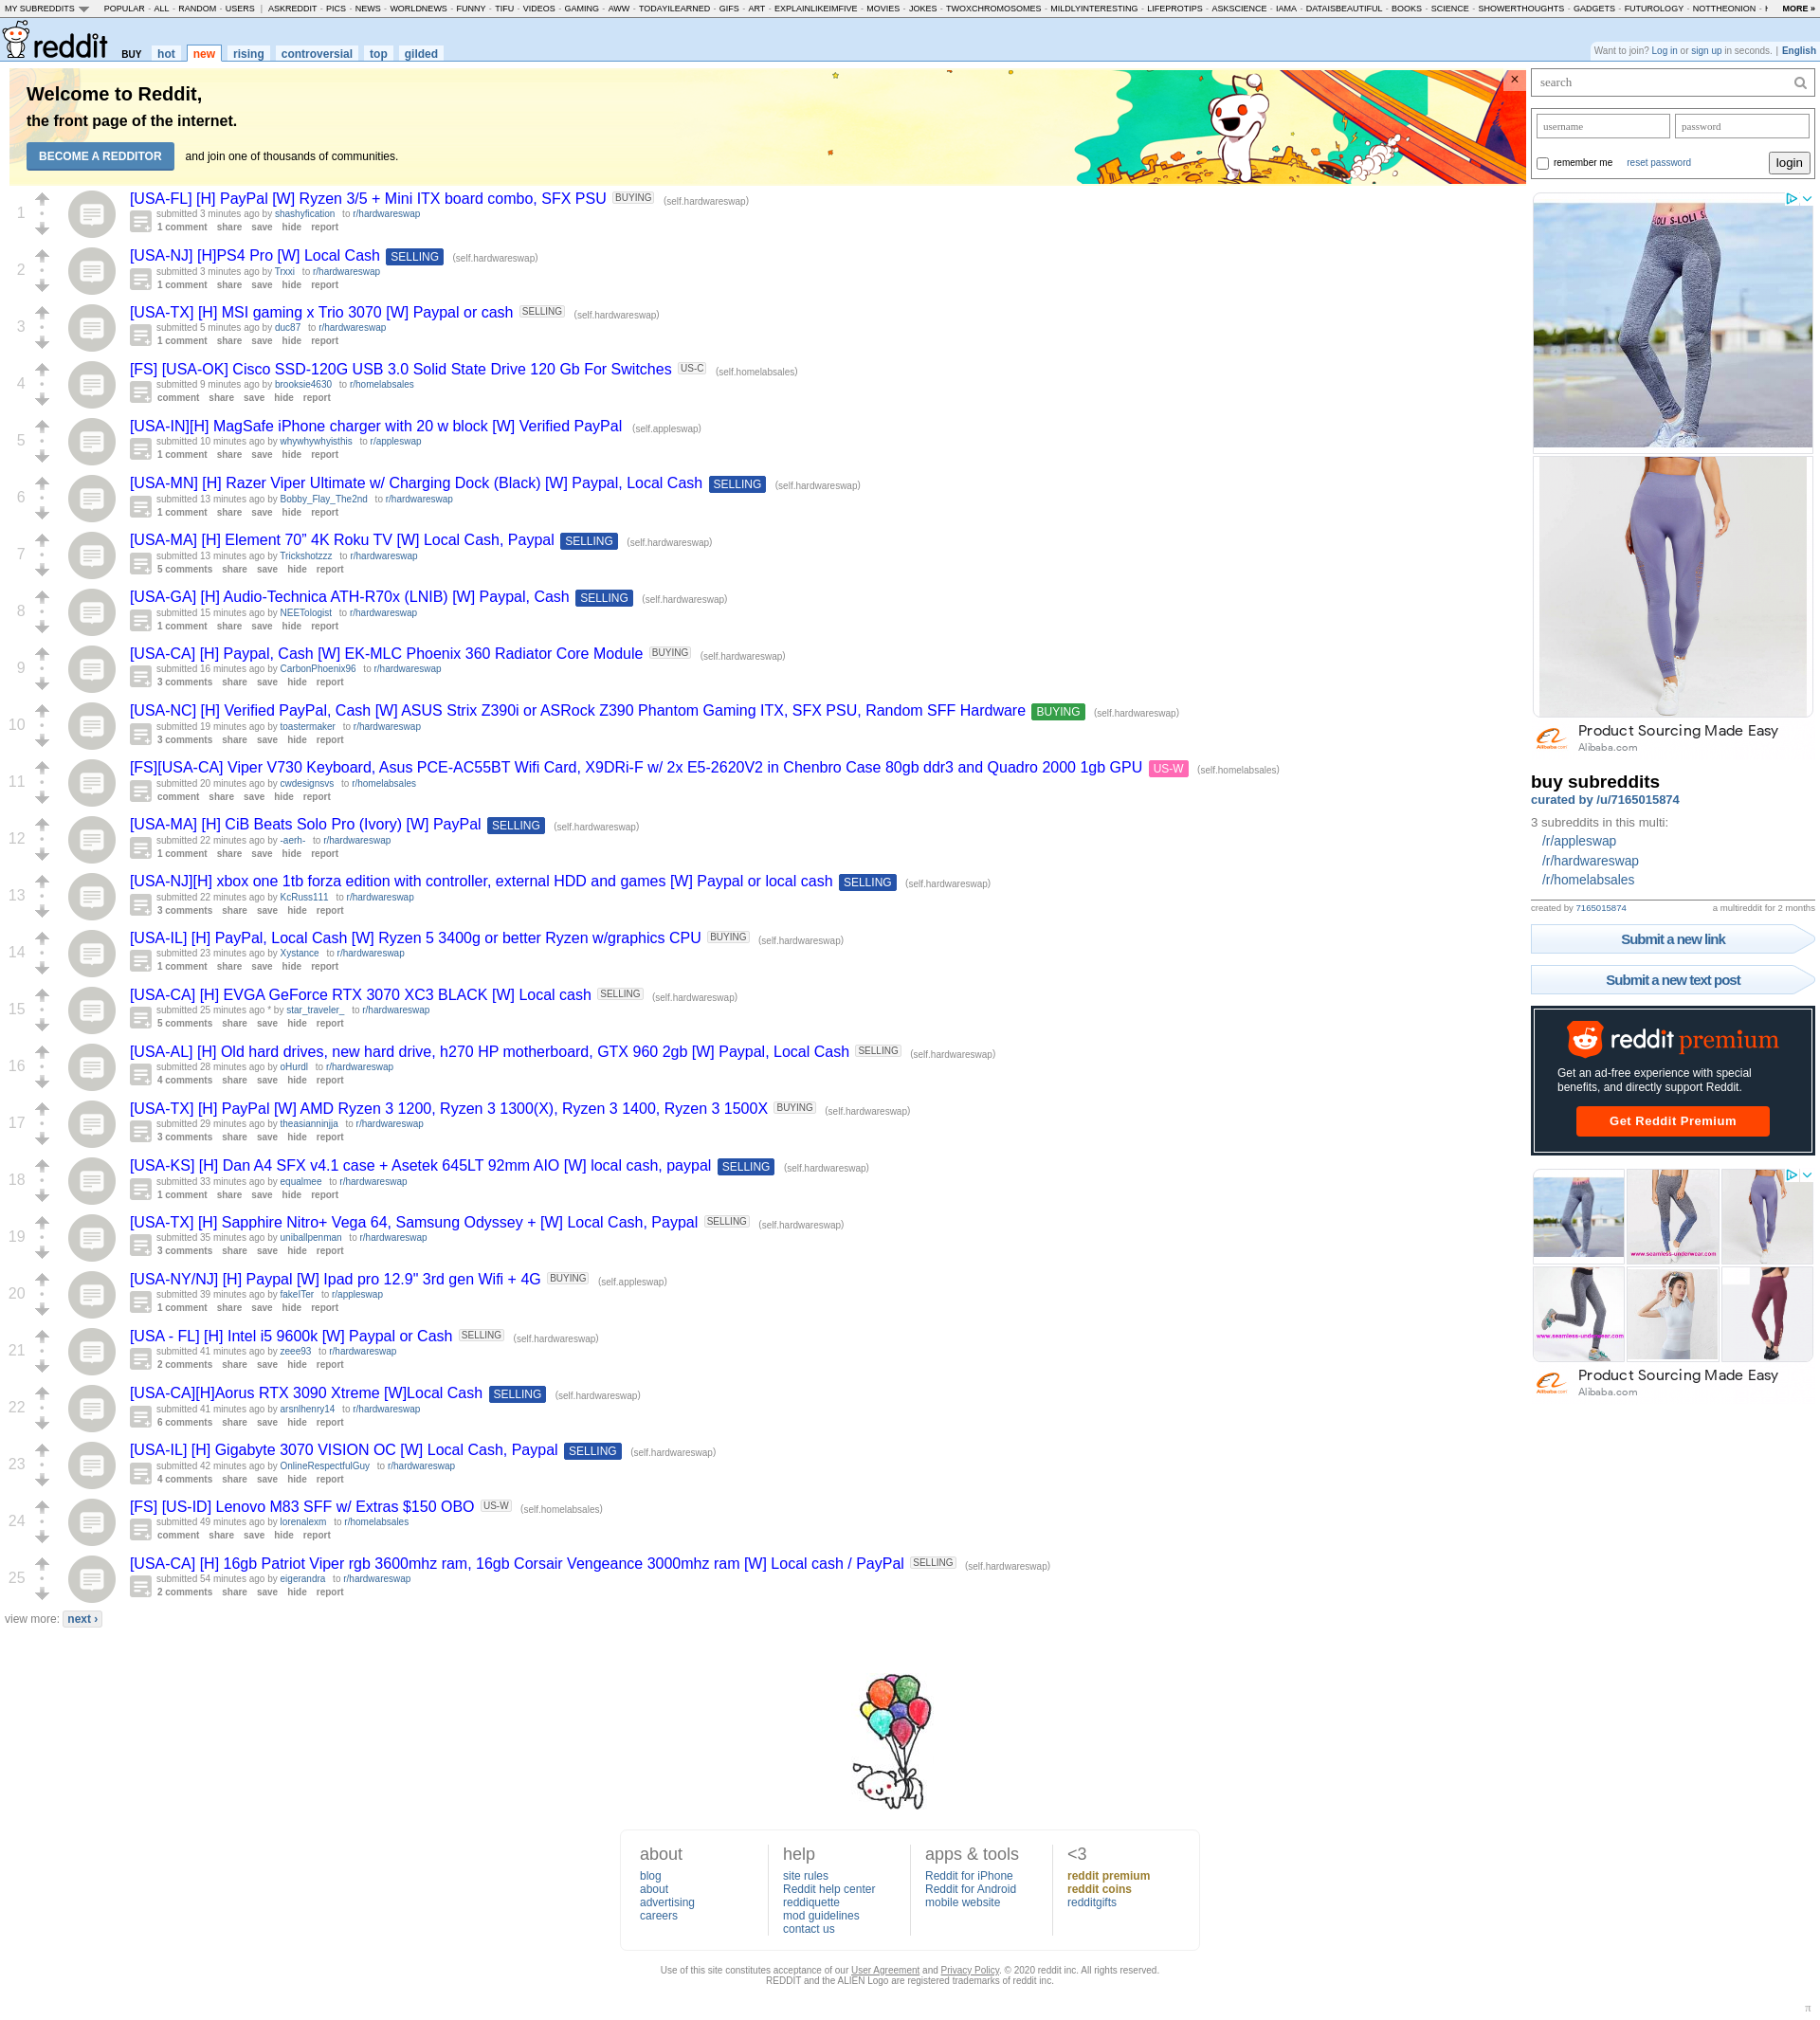 MY SUBREDDITS POPULAR - ALL - RANDOM - USERS | ASKREDDIT - PICS - NEWS - WORLDNEWS - FUNNY - TIFU - VIDEOS - GAMING - AWW - TODAYILEARNED - GIFS - ART - EXPLAINLIKEIMFIVE - MOVIES - JOKES - TWOXCHROMOSOMES - MILDLYINTERESTING - LIFEPROTIPS - ASKSCIENCE - IAMA - DATAISBEAUTIFUL - BOOKS - SCIENCE - SHOWERTHOUGHTS - GADGETS - FUTUROLOGY - NOTTHEONION - MORE »
reddit BUY hot new rising controversial top gilded
Want to join? Log in or sign up in seconds. | English
Welcome to Reddit,
the front page of the internet.
BECOME A REDDITOR and join one of thousands of communities.
×
1
[USA-FL] [H] PayPal [W] Ryzen 3/5 + Mini ITX board combo, SFX PSU BUYING (self.hardwareswap)
submitted 3 minutes ago by shashyfication to r/hardwareswap
1 comment share save hide report
2
[USA-NJ] [H]PS4 Pro [W] Local Cash SELLING (self.hardwareswap)
submitted 3 minutes ago by Trxxi to r/hardwareswap
1 comment share save hide report
3
[USA-TX] [H] MSI gaming x Trio 3070 [W] Paypal or cash SELLING (self.hardwareswap)
submitted 5 minutes ago by duc87 to r/hardwareswap
1 comment share save hide report
4
[FS] [USA-OK] Cisco SSD-120G USB 3.0 Solid State Drive 120 Gb For Switches US-C (self.homelabsales)
submitted 9 minutes ago by brooksie4630 to r/homelabsales
comment share save hide report
5
[USA-IN][H] MagSafe iPhone charger with 20 w block [W] Verified PayPal (self.appleswap)
submitted 10 minutes ago by whywhywhyisthis to r/appleswap
1 comment share save hide report
6
[USA-MN] [H] Razer Viper Ultimate w/ Charging Dock (Black) [W] Paypal, Local Cash SELLING (self.hardwareswap)
submitted 13 minutes ago by Bobby_Flay_The2nd to r/hardwareswap
1 comment share save hide report
7
[USA-MA] [H] Element 70” 4K Roku TV [W] Local Cash, Paypal SELLING (self.hardwareswap)
submitted 13 minutes ago by Trickshotzzz to r/hardwareswap
5 comments share save hide report
8
[USA-GA] [H] Audio-Technica ATH-R70x (LNIB) [W] Paypal, Cash SELLING (self.hardwareswap)
submitted 15 minutes ago by NEETologist to r/hardwareswap
1 comment share save hide report
9
[USA-CA] [H] Paypal, Cash [W] EK-MLC Phoenix 360 Radiator Core Module BUYING (self.hardwareswap)
submitted 16 minutes ago by CarbonPhoenix96 to r/hardwareswap
3 comments share save hide report
10
[USA-NC] [H] Verified PayPal, Cash [W] ASUS Strix Z390i or ASRock Z390 Phantom Gaming ITX, SFX PSU, Random SFF Hardware BUYING (self.hardwareswap)
submitted 19 minutes ago by toastermaker to r/hardwareswap
3 comments share save hide report
11
[FS][USA-CA] Viper V730 Keyboard, Asus PCE-AC55BT Wifi Card, X9DRi-F w/ 2x E5-2620V2 in Chenbro Case 80gb ddr3 and Quadro 2000 1gb GPU US-W (self.homelabsales)
submitted 20 minutes ago by cwdesignsvs to r/homelabsales
comment share save hide report
12
[USA-MA] [H] CiB Beats Solo Pro (Ivory) [W] PayPal SELLING (self.hardwareswap)
submitted 22 minutes ago by -aerh- to r/hardwareswap
1 comment share save hide report
13
[USA-NJ][H] xbox one 1tb forza edition with controller, external HDD and games [W] Paypal or local cash SELLING (self.hardwareswap)
submitted 22 minutes ago by KcRuss111 to r/hardwareswap
3 comments share save hide report
14
[USA-IL] [H] PayPal, Local Cash [W] Ryzen 5 3400g or better Ryzen w/graphics CPU BUYING (self.hardwareswap)
submitted 23 minutes ago by Xystance to r/hardwareswap
1 comment share save hide report
15
[USA-CA] [H] EVGA GeForce RTX 3070 XC3 BLACK [W] Local cash SELLING (self.hardwareswap)
submitted 25 minutes ago * by star_traveler_ to r/hardwareswap
5 comments share save hide report
16
[USA-AL] [H] Old hard drives, new hard drive, h270 HP motherboard, GTX 960 2gb [W] Paypal, Local Cash SELLING (self.hardwareswap)
submitted 28 minutes ago by oHurdl to r/hardwareswap
4 comments share save hide report
17
[USA-TX] [H] PayPal [W] AMD Ryzen 3 1200, Ryzen 3 1300(X), Ryzen 3 1400, Ryzen 3 1500X BUYING (self.hardwareswap)
submitted 29 minutes ago by theasianninjja to r/hardwareswap
3 comments share save hide report
18
[USA-KS] [H] Dan A4 SFX v4.1 case + Asetek 645LT 92mm AIO [W] local cash, paypal SELLING (self.hardwareswap)
submitted 33 minutes ago by equalmee to r/hardwareswap
1 comment share save hide report
19
[USA-TX] [H] Sapphire Nitro+ Vega 64, Samsung Odyssey + [W] Local Cash, Paypal SELLING (self.hardwareswap)
submitted 35 minutes ago by uniballpenman to r/hardwareswap
3 comments share save hide report
20
[USA-NY/NJ] [H] Paypal [W] Ipad pro 12.9" 3rd gen Wifi + 4G BUYING (self.appleswap)
submitted 39 minutes ago by fakeITer to r/appleswap
1 comment share save hide report
21
[USA - FL] [H] Intel i5 9600k [W] Paypal or Cash SELLING (self.hardwareswap)
submitted 41 minutes ago by zeee93 to r/hardwareswap
2 comments share save hide report
22
[USA-CA][H]Aorus RTX 3090 Xtreme [W]Local Cash SELLING (self.hardwareswap)
submitted 41 minutes ago by arsnlhenry14 to r/hardwareswap
6 comments share save hide report
23
[USA-IL] [H] Gigabyte 3070 VISION OC [W] Local Cash, Paypal SELLING (self.hardwareswap)
submitted 42 minutes ago by OnlineRespectfulGuy to r/hardwareswap
4 comments share save hide report
24
[FS] [US-ID] Lenovo M83 SFF w/ Extras $150 OBO US-W (self.homelabsales)
submitted 49 minutes ago by lorenalexm to r/homelabsales
comment share save hide report
25
[USA-CA] [H] 16gb Patriot Viper rgb 3600mhz ram, 16gb Corsair Vengeance 3000mhz ram [W] Local cash / PayPal SELLING (self.hardwareswap)
submitted 54 minutes ago by eigerandra to r/hardwareswap
2 comments share save hide report
view more: next ›
search
username password
remember me reset password login
S-LOLI
Product Sourcing Made Easy
Alibaba.com
Alibaba.com
buy subreddits
curated by /u/7165015874
3 subreddits in this multi:
/r/appleswap
/r/hardwareswap
/r/homelabsales
created by 7165015874 a multireddit for 2 months
Submit a new link
Submit a new text post
reddit premium
Get an ad-free experience with special
benefits, and directly support Reddit.
Get Reddit Premium
www.seamless-underwear.com
www.seamless-underwear.com
Product Sourcing Made Easy
Alibaba.com
Alibaba.com
about
blog
about
advertising
careers
help
site rules
Reddit help center
reddiquette
mod guidelines
contact us
apps & tools
Reddit for iPhone
Reddit for Android
mobile website
<3
reddit premium
reddit coins
redditgifts
Use of this site constitutes acceptance of our User Agreement and Privacy Policy. © 2020 reddit inc. All rights reserved.
REDDIT and the ALIEN Logo are registered trademarks of reddit inc.
π